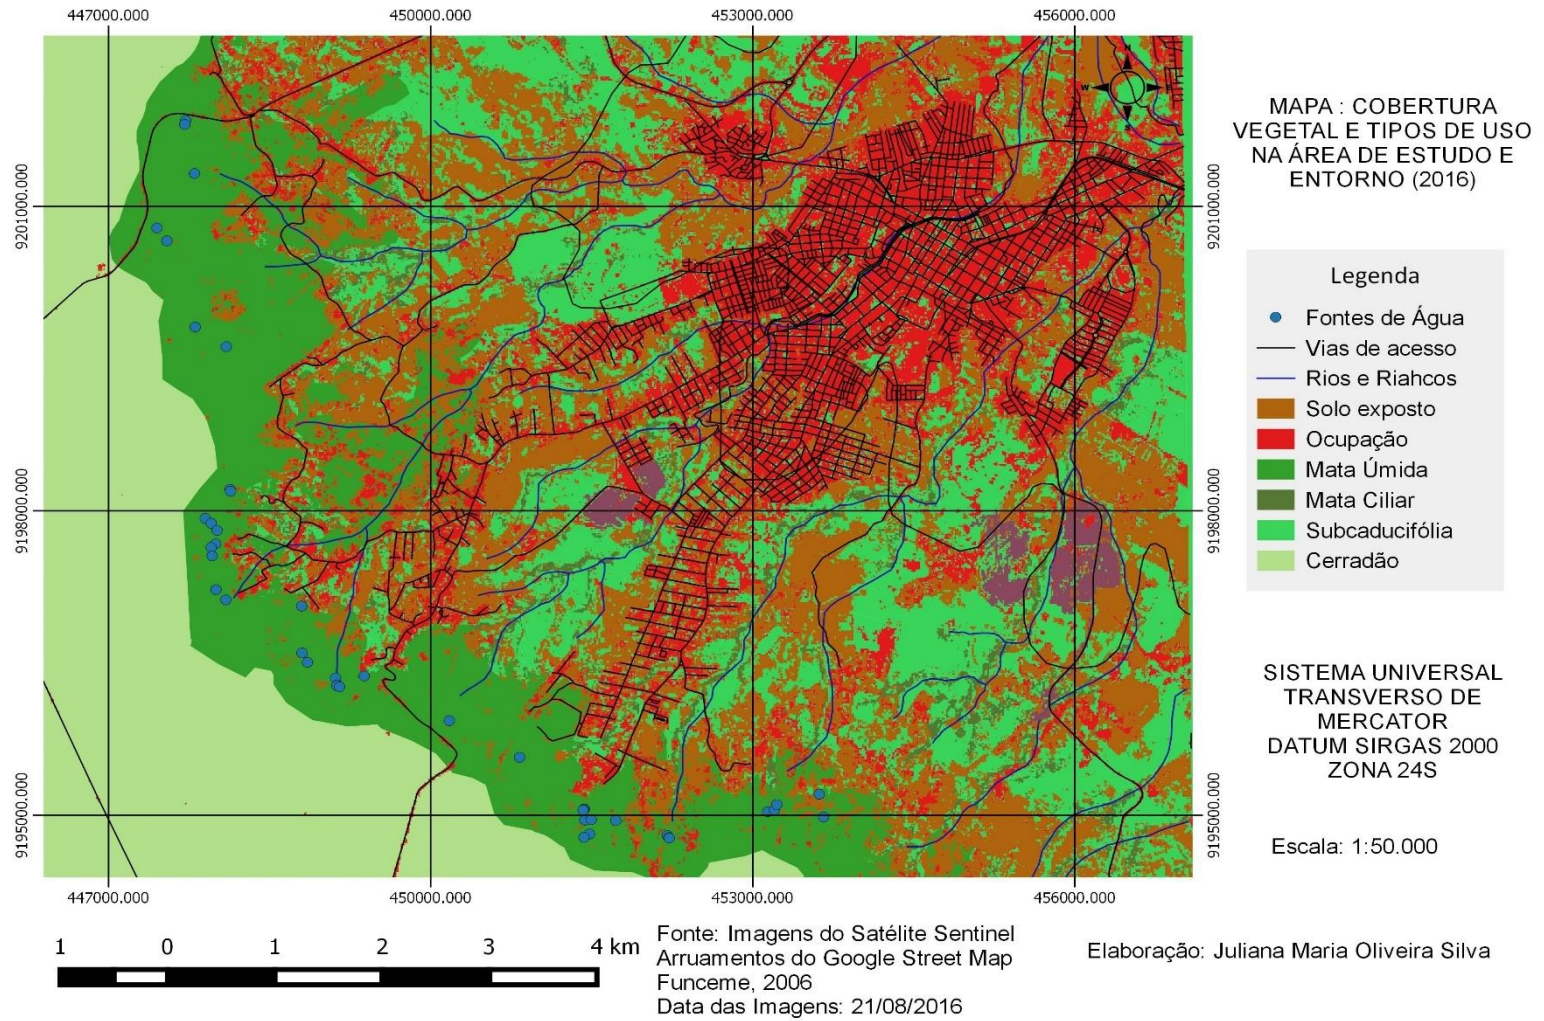 447000.000 450000.000 453000.000 456000.000
9201000.000
9198000.000
9195000.000
N
W E
S
9201000.000
9198000.000
9195000.000
447000.000 450000.000 453000.000 456000.000
MAPA : COBERTURA
VEGETAL E TIPOS DE USO
NA ÁREA DE ESTUDO E
ENTORNO (2016)
Legenda
Fontes de Água
Vias de acesso
Rios e Riahcos
Solo exposto
Ocupação
Mata Úmida
Mata Ciliar
Subcaducifólia
Cerradão
SISTEMA UNIVERSAL
TRANSVERSO DE
MERCATOR
DATUM SIRGAS 2000
ZONA 24S
Escala: 1:50.000
1 0 1 2 3 4 km
Fonte: Imagens do Satélite Sentinel
Arruamentos do Google Street Map
Funceme, 2006
Data das Imagens: 21/08/2016
Elaboração: Juliana Maria Oliveira Silva